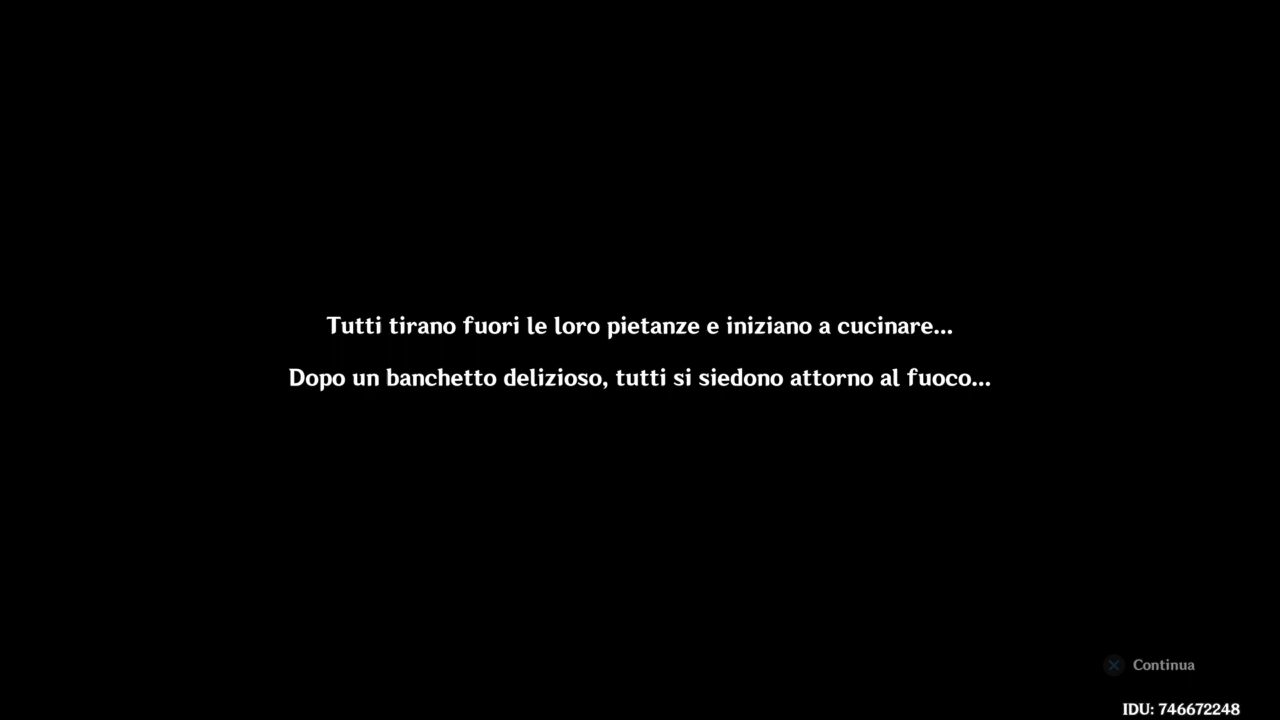 Tutti tirano fuori le loro pietanze e iniziano a cucinare...
Dopo un banchetto delizioso, tutti si siedono attorno al fuoco...
Continua
IDU: 746672248